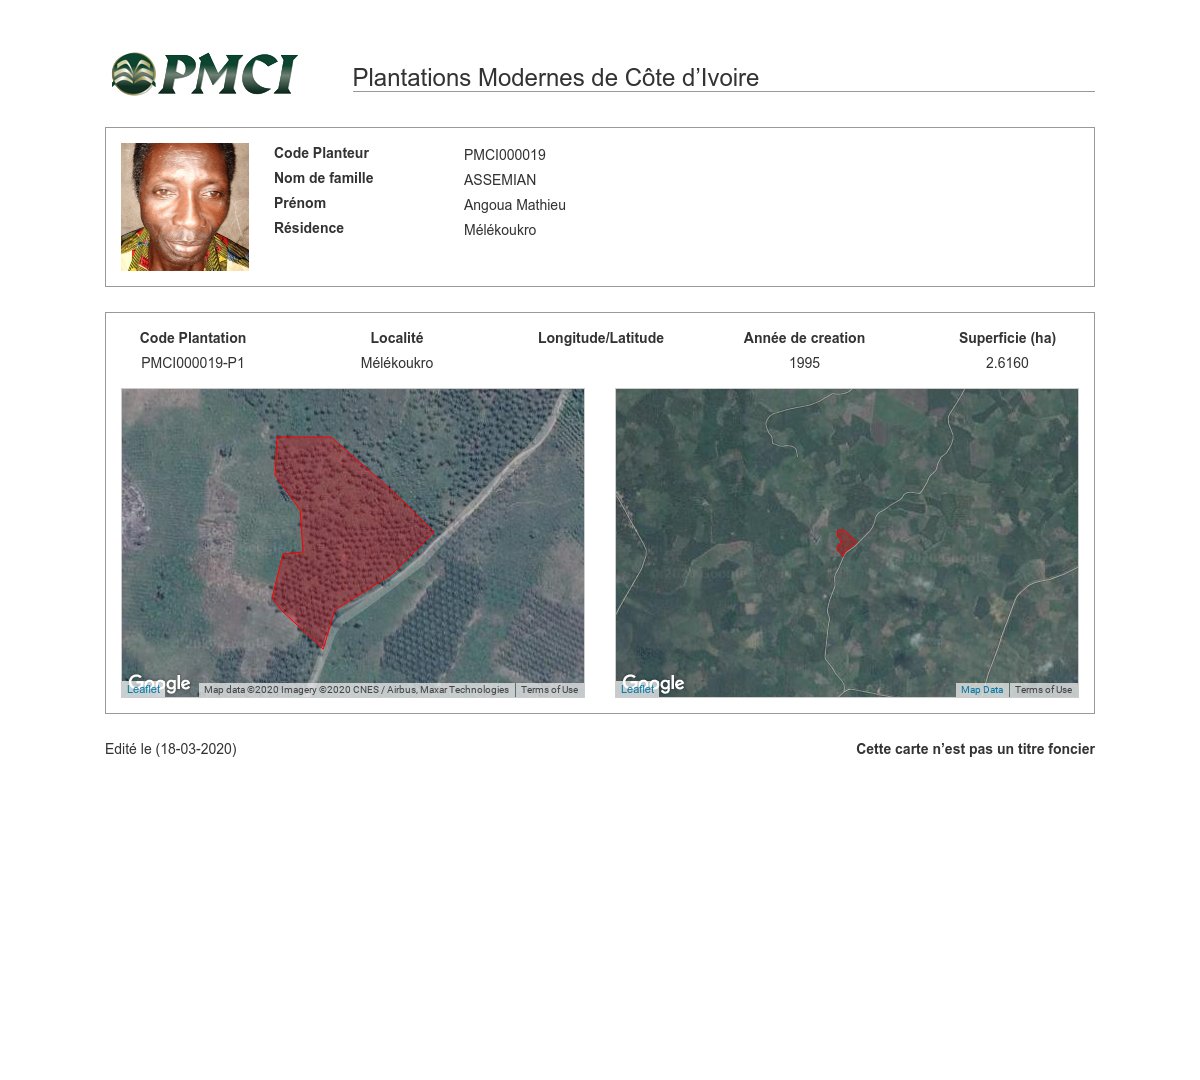 PMCI
Plantations Modernes de Côte d’Ivoire
Code Planteur PMCI000019
Nom de famille ASSEMIAN
Prénom Angoua Mathieu
Résidence Mélékoukro
Code Plantation Localité Longitude/Latitude Année de creation Superficie (ha)
PMCI000019-P1 Mélékoukro 1995 2.6160
Google
Leaflet Map data ©2020 Imagery ©2020 CNES / Airbus, Maxar Technologies Terms of Use
Google
Leaflet Map Data Terms of Use
Edité le (18-03-2020) Cette carte n’est pas un titre foncier